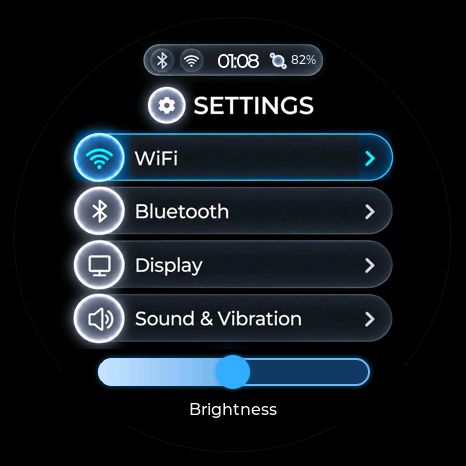 01:08 82%
SETTINGS
WiFi
Bluetooth
Display
Sound & Vibration
Brightness